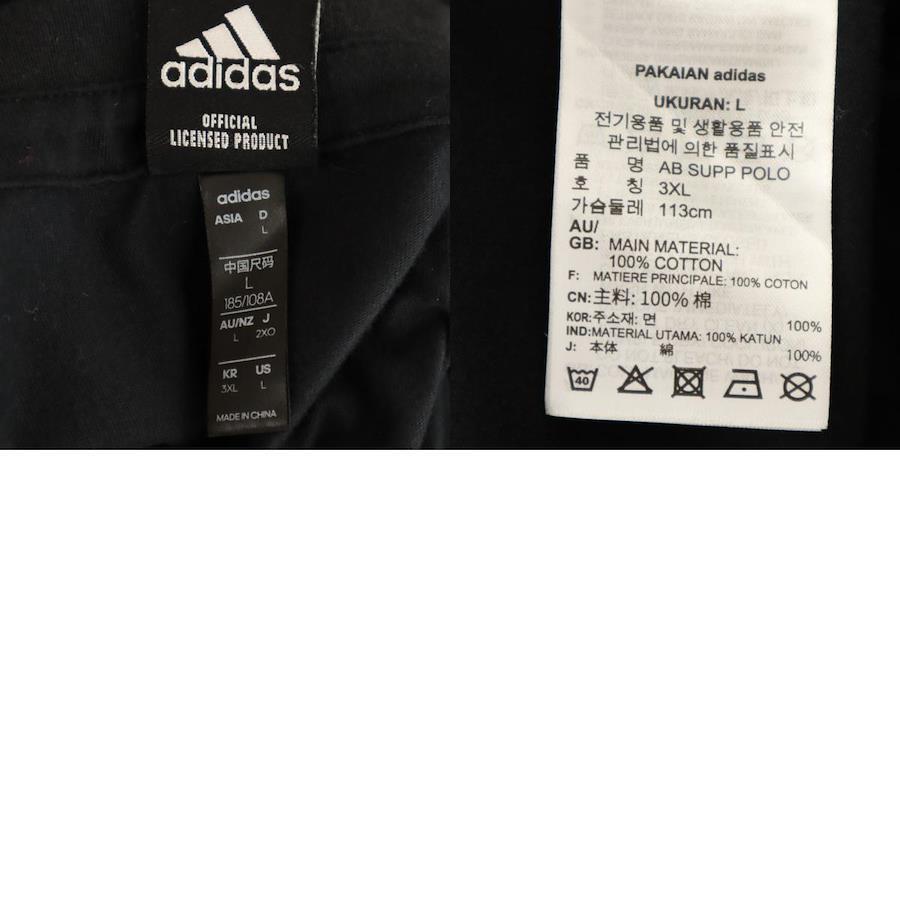 adidas
OFFICIAL
LICENSED PRODUCT
adidas
ASIA D
L
中国尺码
L
185/108A
AU/NZ J
L 2XO
KR US
3XL L
MADE IN CHINA
PAKAIAN adidas
UKURAN: L
전기용품 및 생활용품 안전
관리법에 의한 품질표시
품 명 AB SUPP POLO
호 칭 3XL
가슴둘레 113cm
AU/
GB: MAIN MATERIAL:
100% COTTON
F: MATIERE PRINCIPALE: 100% COTON
CN: 主料: 100% 棉
KOR: 주소재: 면 100%
IND: MATERIAL UTAMA: 100% KATUN
J: 本体 綿 100%
40